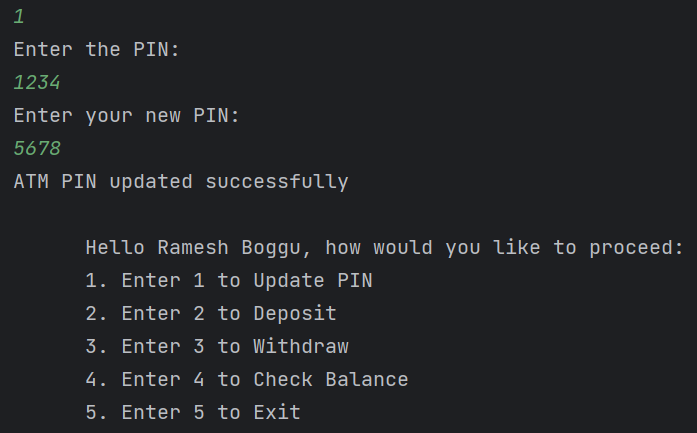 1
Enter the PIN:
1234
Enter your new PIN:
5678
ATM PIN updated successfully
Hello Ramesh Boggu, how would you like to proceed:
1. Enter 1 to Update PIN
2. Enter 2 to Deposit
3. Enter 3 to Withdraw
4. Enter 4 to Check Balance
5. Enter 5 to Exit